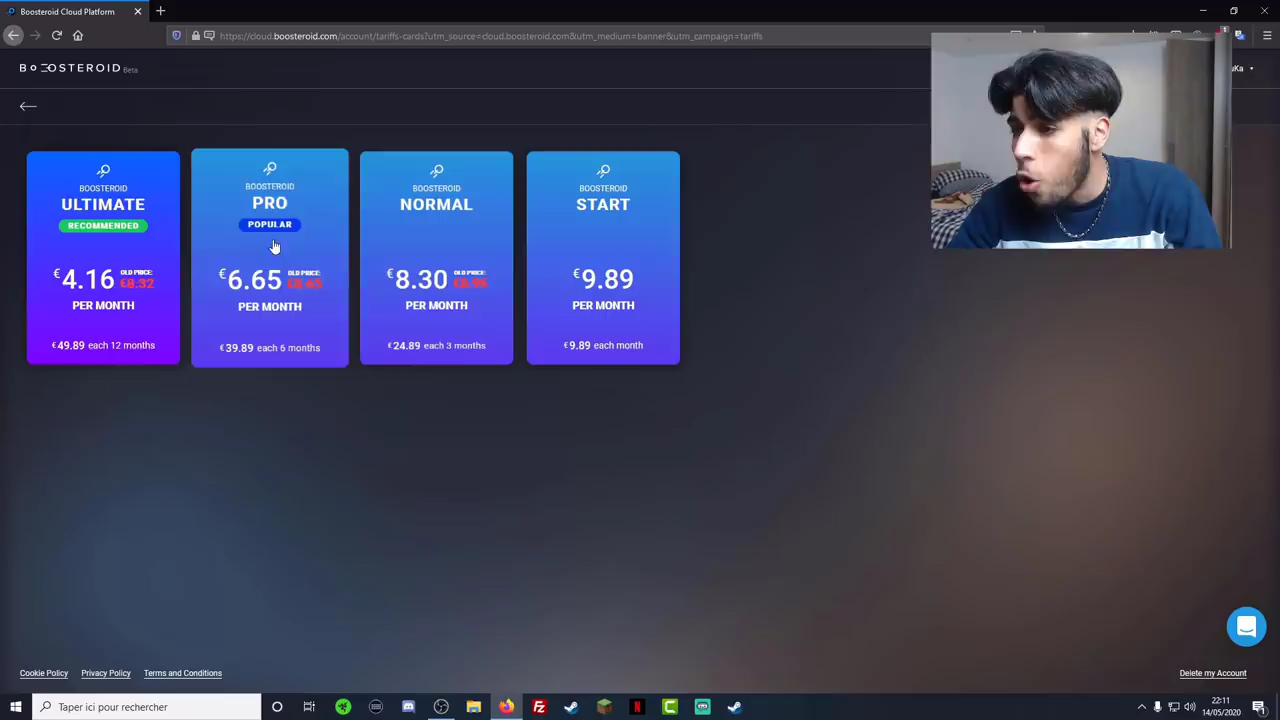 Boosteroid Cloud Platform
https://cloud.boosteroid.com/account/tariffs-cards?utm_source=cloud.boosteroid.com&utm_medium=banner&utm_campaign=tariffs
BOOSTEROID Beta
BOOSTEROID
ULTIMATE
RECOMMENDED
€4.16 OLD PRICE: €8.32
PER MONTH
€49.89 each 12 months
BOOSTEROID
PRO
POPULAR
€6.65 OLD PRICE:
PER MONTH
€39.89 each 6 months
BOOSTEROID
NORMAL
€8.30 OLD PRICE:
PER MONTH
€24.89 each 3 months
BOOSTEROID
START
€9.89
PER MONTH
€9.89 each month
Cookie Policy Privacy Policy Terms and Conditions
Delete my Account
Taper ici pour rechercher
22:11
14/05/2020